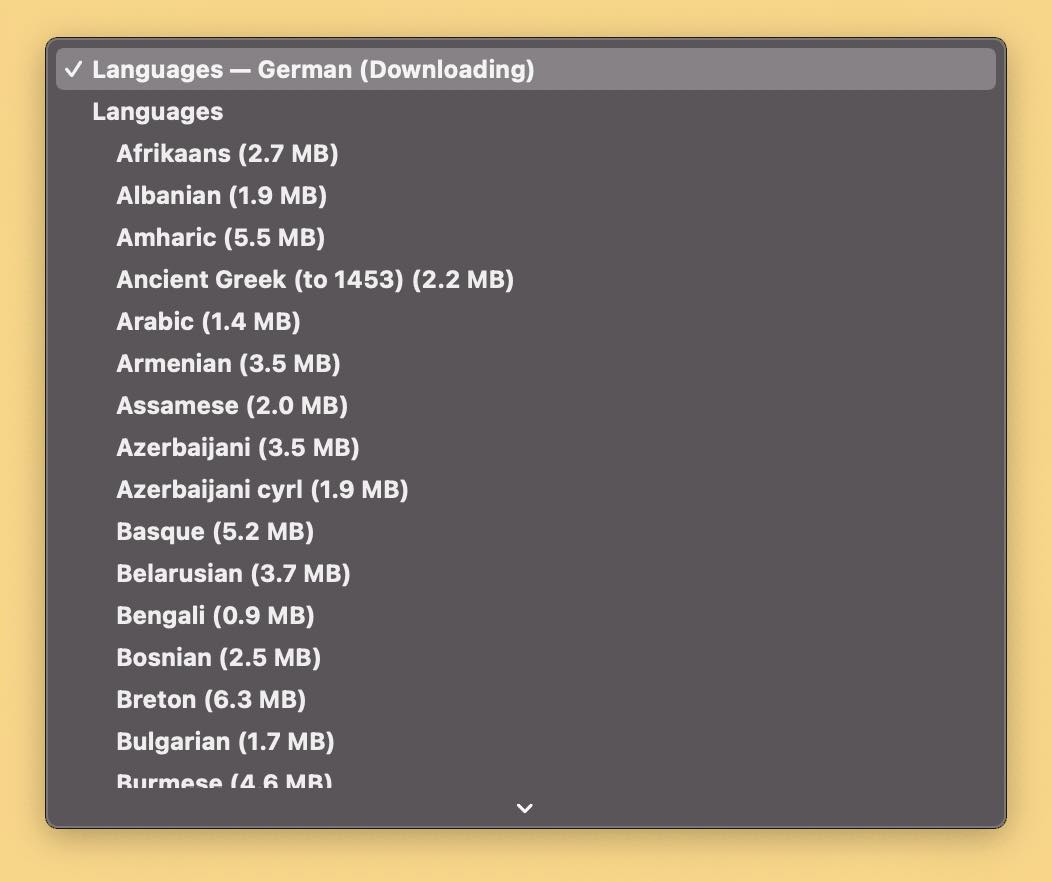 ✓ Languages — German (Downloading)
Languages
Afrikaans (2.7 MB)
Albanian (1.9 MB)
Amharic (5.5 MB)
Ancient Greek (to 1453) (2.2 MB)
Arabic (1.4 MB)
Armenian (3.5 MB)
Assamese (2.0 MB)
Azerbaijani (3.5 MB)
Azerbaijani cyrl (1.9 MB)
Basque (5.2 MB)
Belarusian (3.7 MB)
Bengali (0.9 MB)
Bosnian (2.5 MB)
Breton (6.3 MB)
Bulgarian (1.7 MB)
Burmese (4.6 MB)